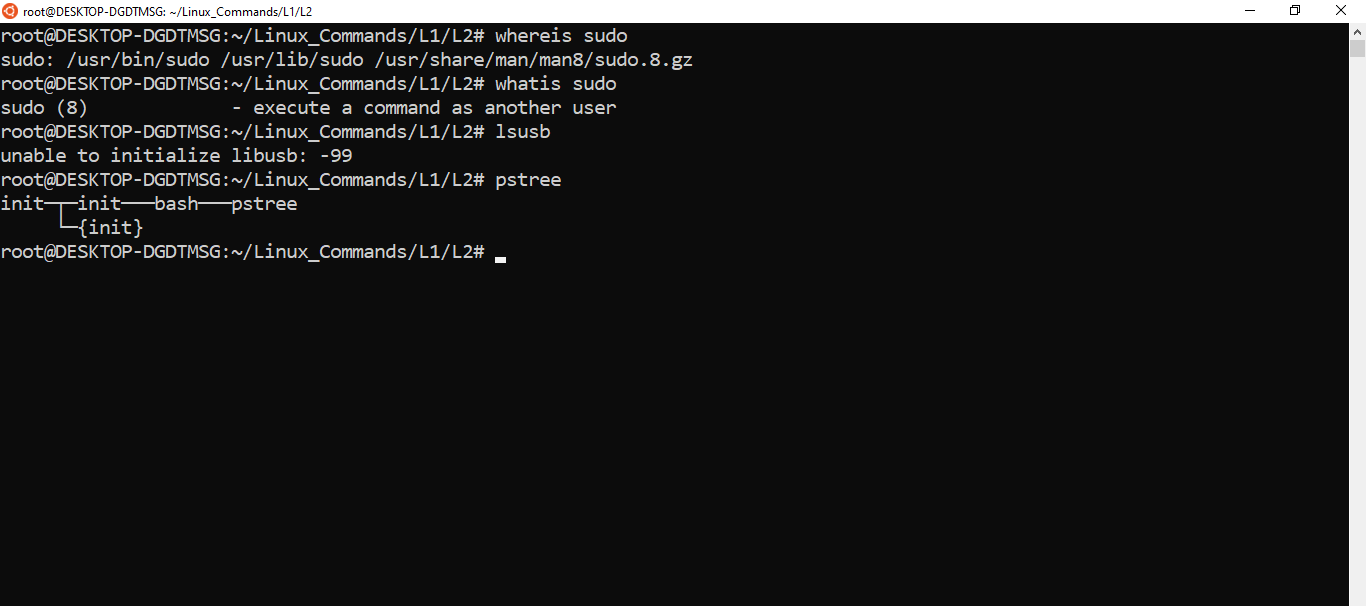 root@DESKTOP-DGDTMSG: ~/Linux_Commands/L1/L2
root@DESKTOP-DGDTMSG:~/Linux_Commands/L1/L2# whereis sudo
sudo: /usr/bin/sudo /usr/lib/sudo /usr/share/man/man8/sudo.8.gz
root@DESKTOP-DGDTMSG:~/Linux_Commands/L1/L2# whatis sudo
sudo (8)             - execute a command as another user
root@DESKTOP-DGDTMSG:~/Linux_Commands/L1/L2# lsusb
unable to initialize libusb: -99
root@DESKTOP-DGDTMSG:~/Linux_Commands/L1/L2# pstree
init─┬─init───bash───pstree
     └─{init}
root@DESKTOP-DGDTMSG:~/Linux_Commands/L1/L2#